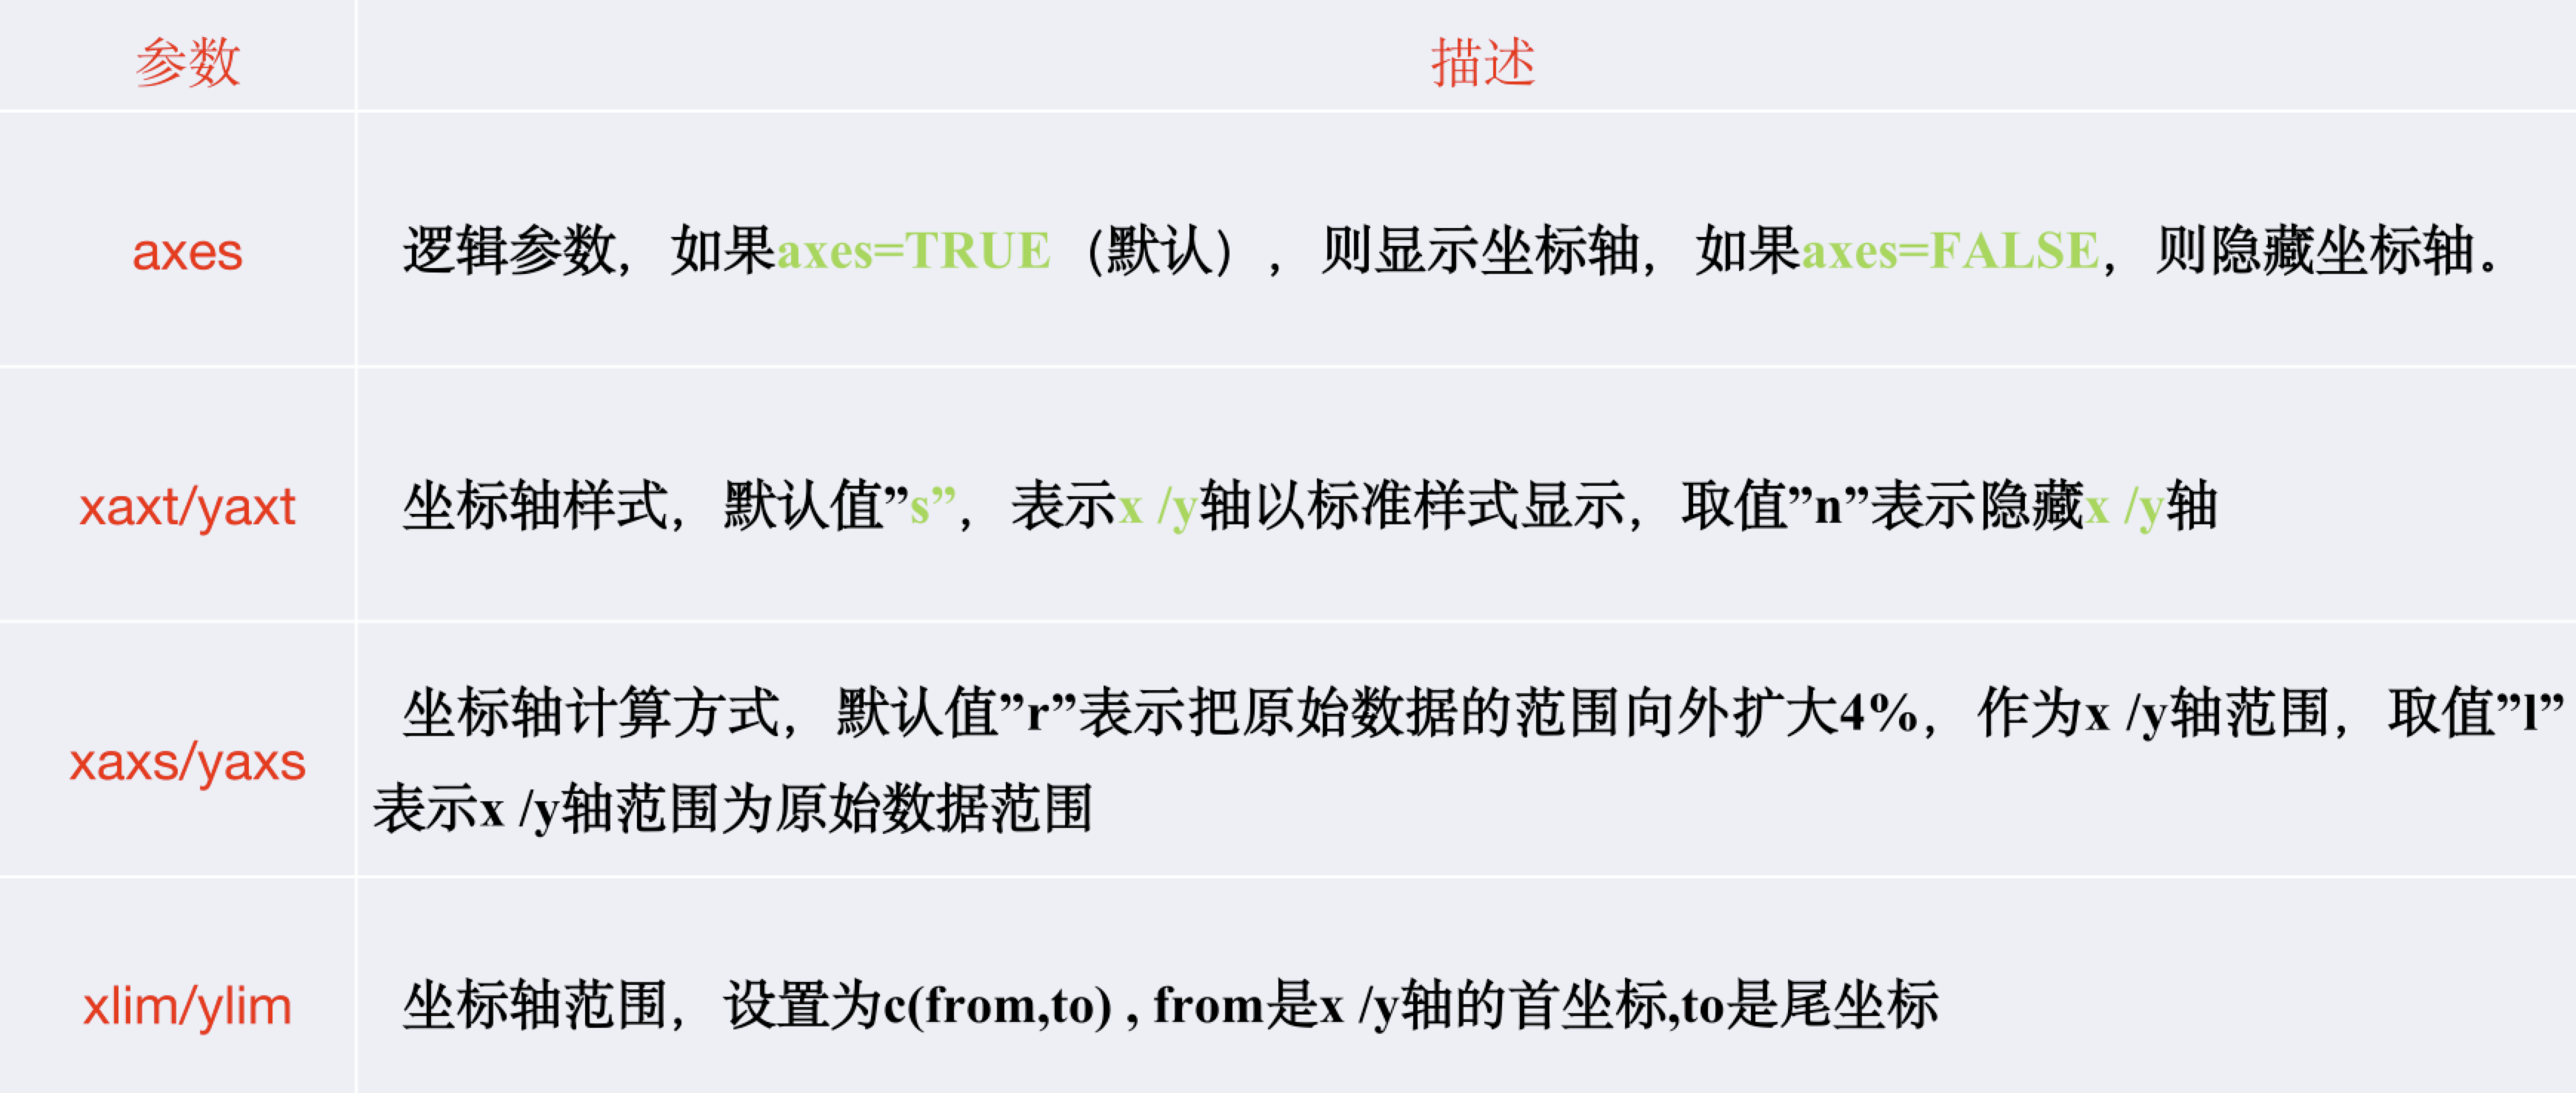 参数 描述
axes 逻辑参数，如果axes=TRUE（默认），则显示坐标轴，如果axes=FALSE，则隐藏坐标轴。
xaxt/yaxt 坐标轴样式，默认值”s”，表示x /y轴以标准样式显示，取值”n”表示隐藏x /y轴
坐标轴计算方式，默认值”r”表示把原始数据的范围向外扩大4%，作为x /y轴范围，取值”l”
xaxs/yaxs
表示x /y轴范围为原始数据范围
xlim/ylim 坐标轴范围，设置为c(from,to) , from是x /y轴的首坐标,to是尾坐标